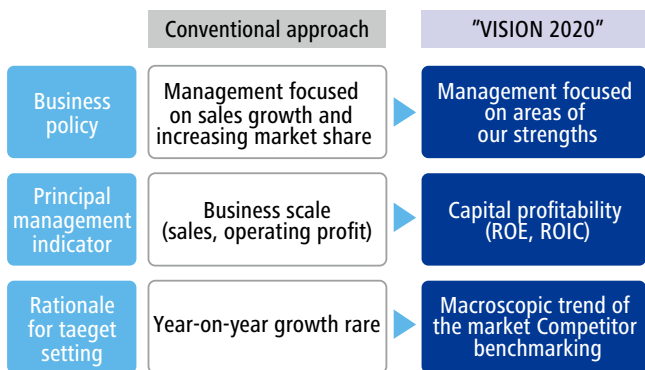 Conventional approach
"VISION 2020"
Business
policy
Management focused
on sales growth and
increasing market share
Management focused
on areas of
our strengths
Principal
management
indicator
Business scale
(sales, operating profit)
Capital profitability
(ROE, ROIC)
Rationale
for taeget
setting
Year-on-year growth rare
Macroscopic trend of
the market Competitor
benchmarking